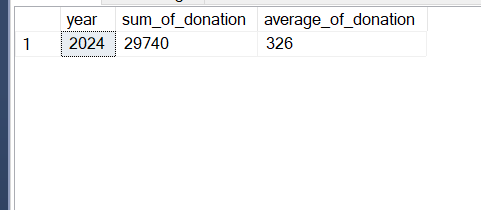 year sum_of_donation average_of_donation
1 2024 29740 326